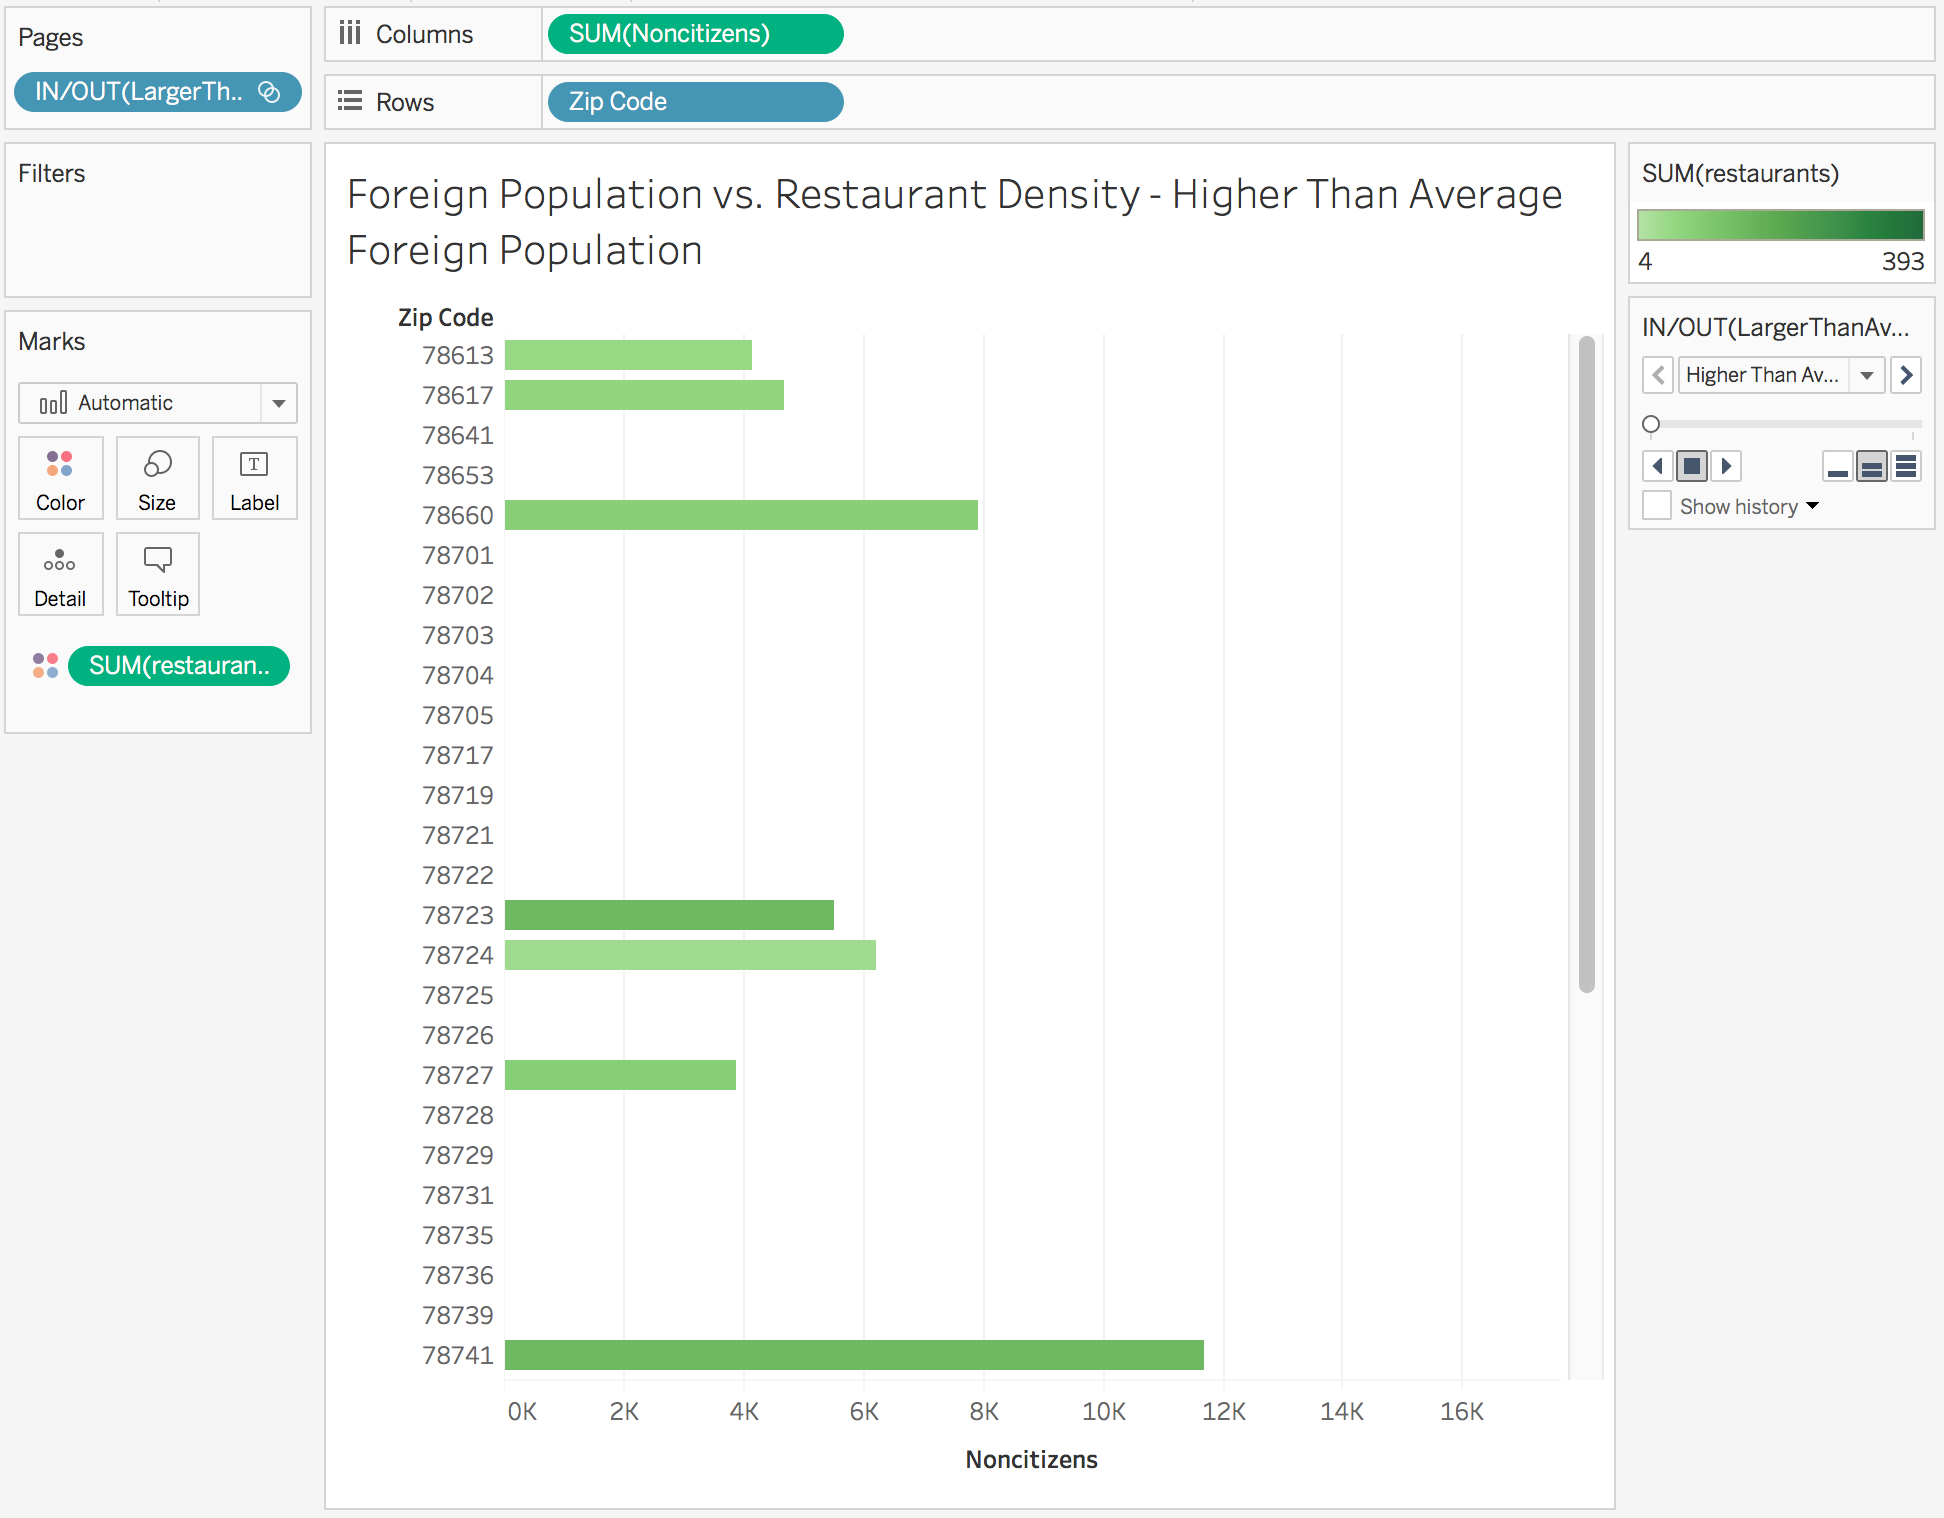 Pages
IN/OUT(LargerTh..
Columns
SUM(Noncitizens)
Rows
Zip Code
Filters
Marks
Automatic
Color
Size
T
Label
Detail
Tooltip
SUM(restauran..
Foreign Population vs. Restaurant Density - Higher Than Average
Foreign Population
Zip Code
78613
78617
78641
78653
78660
78701
78702
78703
78704
78705
78717
78719
78721
78722
78723
78724
78725
78726
78727
78728
78729
78731
78735
78736
78739
78741
0K 2K 4K 6K 8K 10K 12K 14K 16K
Noncitizens
SUM(restaurants)
4 393
IN/OUT(LargerThanAv...
Higher Than Av...
Show history